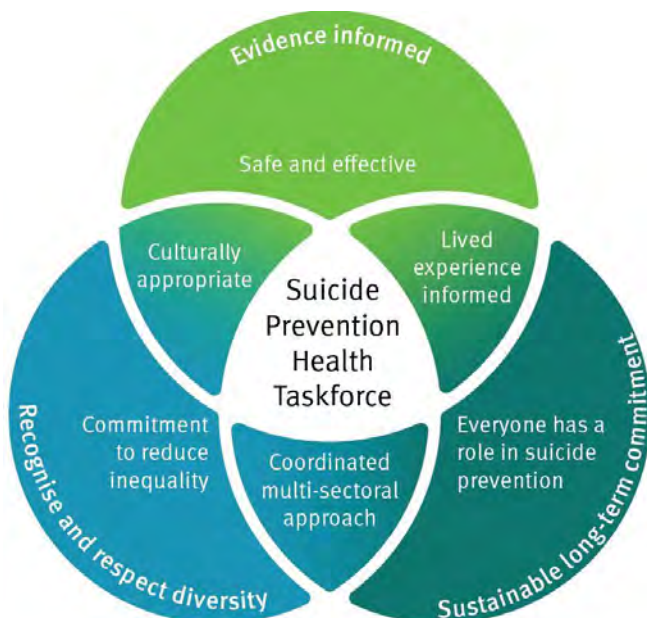 Evidence informed
Safe and effective
Culturally
appropriate
Lived
experience
informed
Suicide
Prevention
Health
Taskforce
Recognise and respect diversity
Commitment
to reduce
inequality
Coordinated
multi-sectoral
approach
Everyone has a
role in suicide
prevention
Sustainable long-term commitment